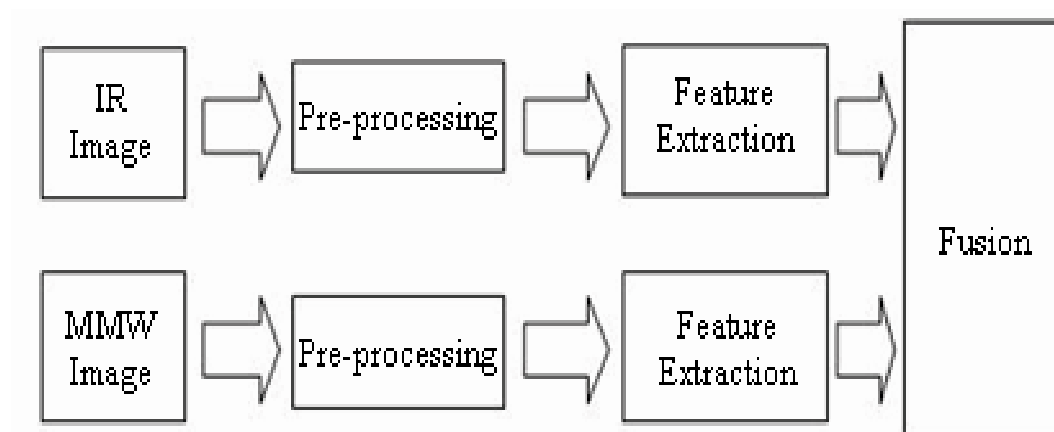 IR
Image
Pre-processing
Feature
Extraction
MMW
Image
Pre-processing
Feature
Extraction
Fusion